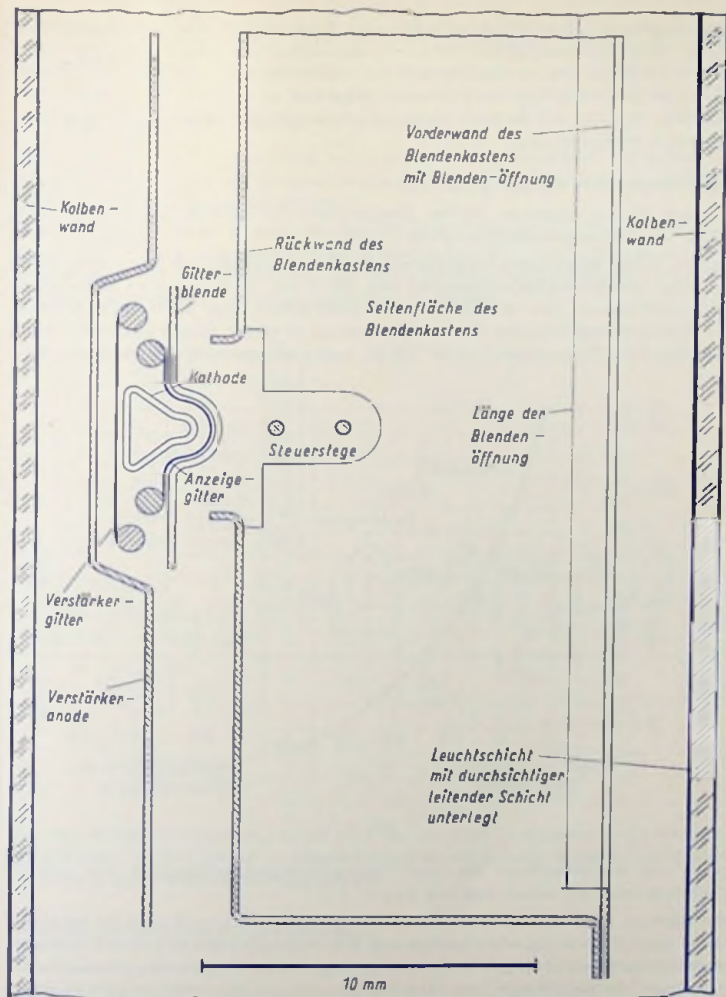 Vorderwand des
Blendenkastens
mit Blenden-öffnung
Kolben-
wand
Kolben-
wand
Rückwand des
Blendenkastens
Gitter-
blende
Seitenfläche des
Blendenkastens
Kathode
Länge der
Blenden-
öffnung
Steuerstege
Anzeige-
gitter
Verstärker-
gitter
Verstärker-
anode
Leuchtschicht
mit durchsichtiger
leitender Schicht
unterlegt
10 mm